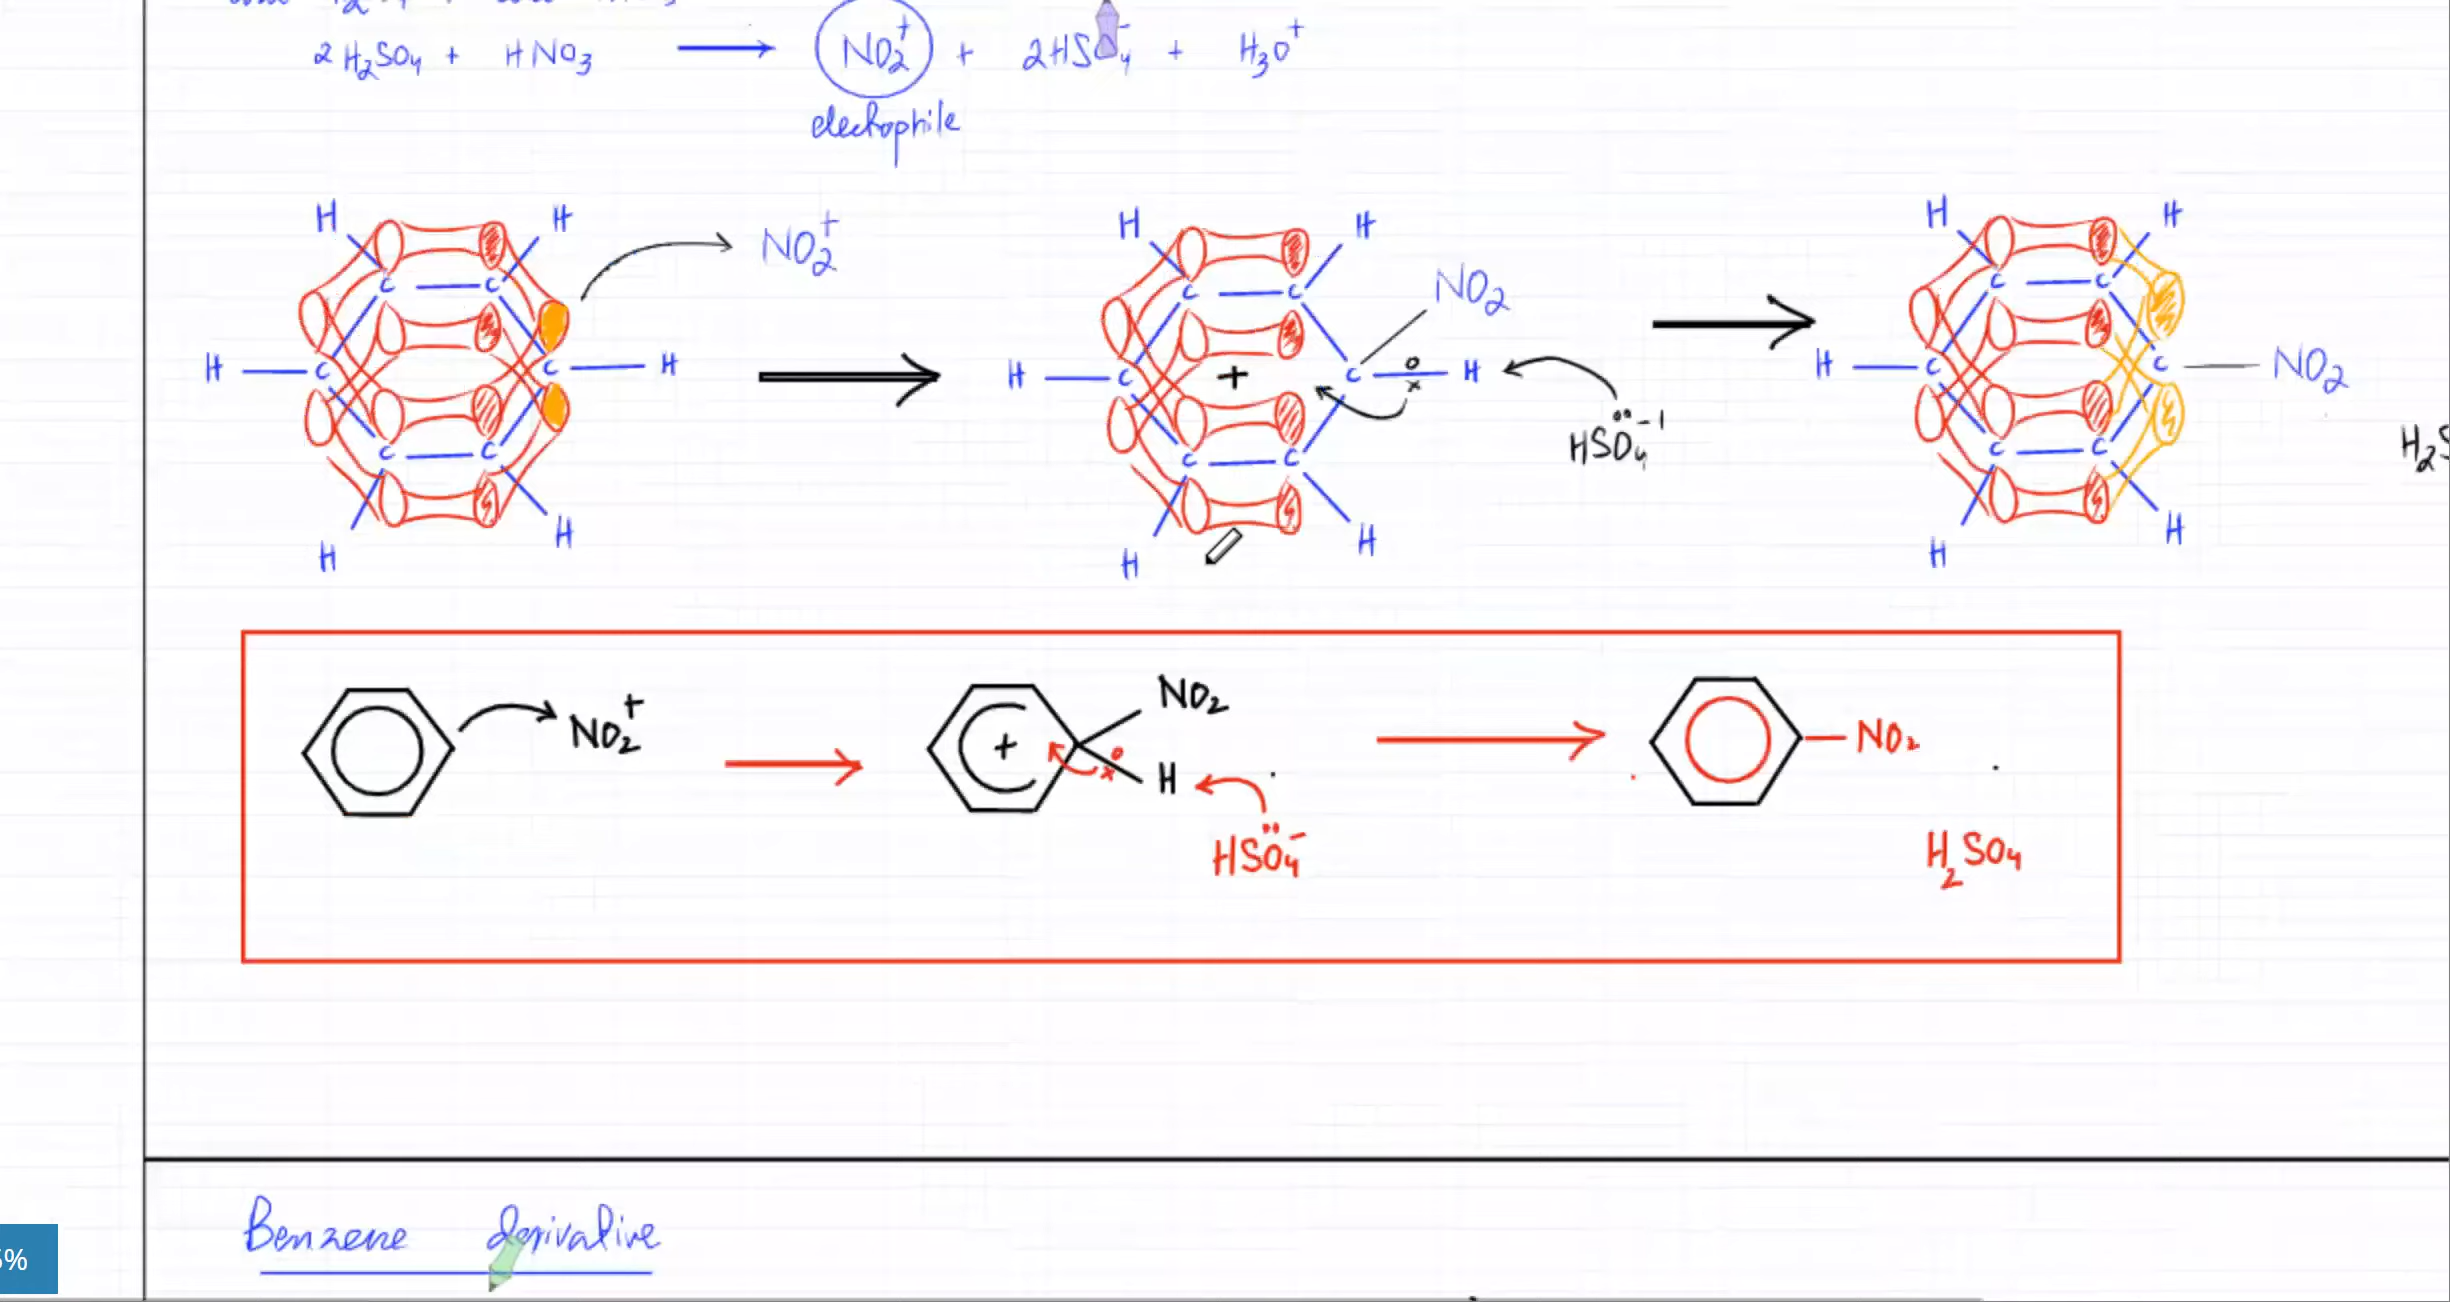 2 H₂SO₄ + HNO₃ ⟶ NO₂⁺ + 2HSO₄⁻ + H₃O⁺
electrophile
H H NO₂⁺ H H H H
C C C C NO₂ C C
H C C H H C + C H H C C NO₂
HSO₄⁻¹
C C C C C C
H H H H H H
NO₂⁺ NO₂ NO₂
+ H
HSO₄⁻ H₂SO₄
Benzene derivative